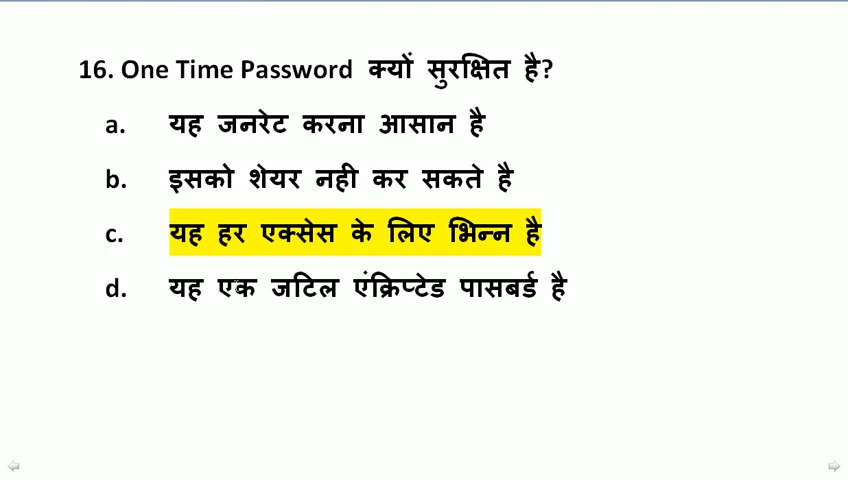 16. One Time Password क्यों सुरक्षित है?
a. यह जनरेट करना आसान है
b. इसको शेयर नही कर सकते है
c. यह हर एक्सेस के लिए भिन्न है
d. यह एक जटिल एंक्रिप्टेड पासबर्ड है